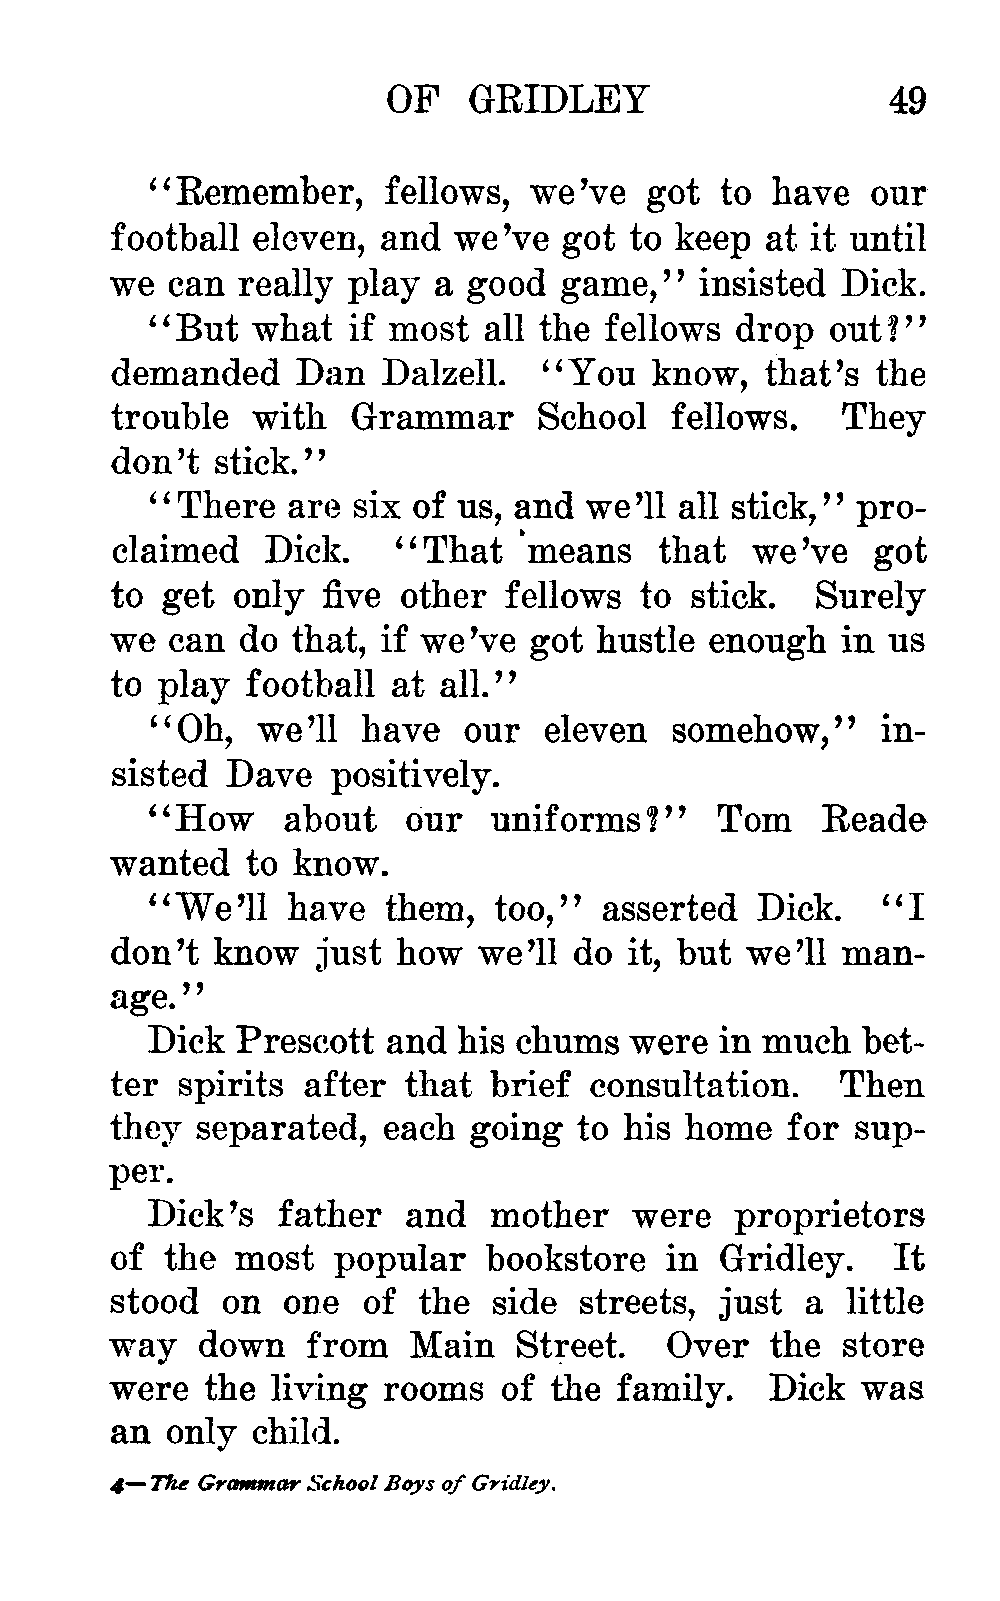 OF GRIDLEY 49
“Remember, fellows, we’ve got to have our
football eleven, and we’ve got to keep at it until
we can really play a good game,” insisted Dick.
“But what if most all the fellows drop out?”
demanded Dan Dalzell. “You know, that’s the
trouble with Grammar School fellows. They
don’t stick.”
“There are six of us, and we’ll all stick,” pro-
claimed Dick. “That means that we’ve got
to get only five other fellows to stick. Surely
we can do that, if we’ve got hustle enough in us
to play football at all.”
“Oh, we’ll have our eleven somehow,” in-
sisted Dave positively.
“How about our uniforms?” Tom Reade
wanted to know.
“We’ll have them, too,” asserted Dick. “I
don’t know just how we’ll do it, but we’ll man-
age.”
Dick Prescott and his chums were in much bet-
ter spirits after that brief consultation. Then
they separated, each going to his home for sup-
per.
Dick’s father and mother were proprietors
of the most popular bookstore in Gridley. It
stood on one of the side streets, just a little
way down from Main Street. Over the store
were the living rooms of the family. Dick was
an only child.
4—The Grammar School Boys of Gridley.